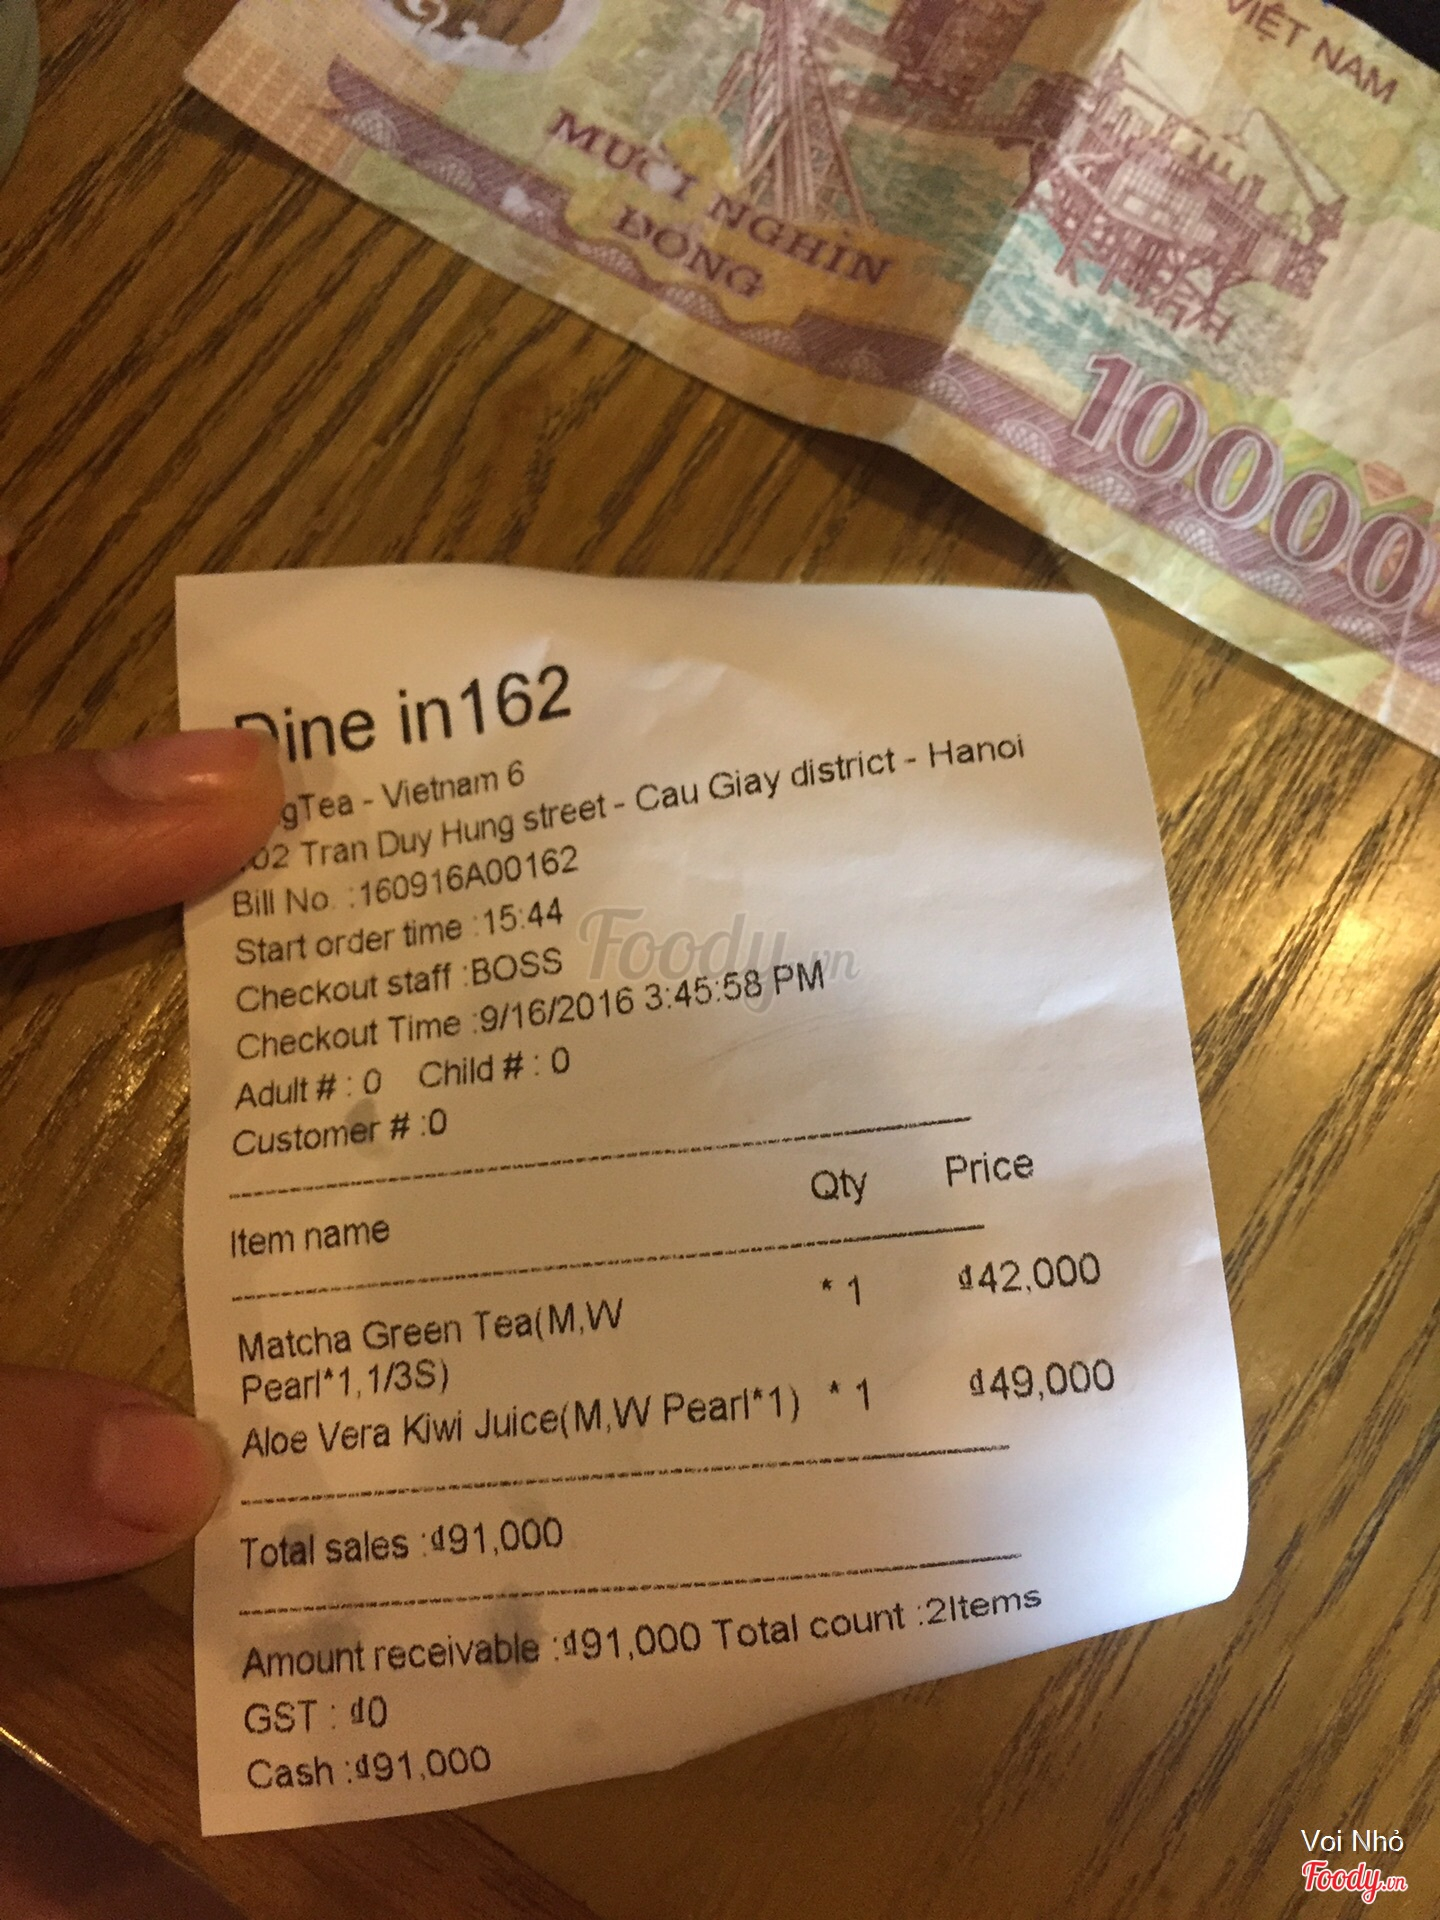 VIỆT NAM
MƯỜI NGHÌN
ĐỒNG
10000
Dine in162
gTea - Vietnam 6
02 Tran Duy Hung street - Cau Giay district - Hanoi
Bill No. :160916A00162
Start order time :15:44
Checkout staff :BOSS
Checkout Time :9/16/2016 3:45:58 PM
Adult # : 0 Child # : 0
Customer # :0
Item name Qty Price
Matcha Green Tea(M,W * 1 ₫42,000
Pearl*1,1/3S)
Aloe Vera Kiwi Juice(M,W Pearl*1) * 1 ₫49,000
Total sales :₫91,000
Amount receivable :₫91,000 Total count :2Items
GST : ₫0
Cash :₫91,000
Foody.vn
Voi Nhỏ
Foody.vn